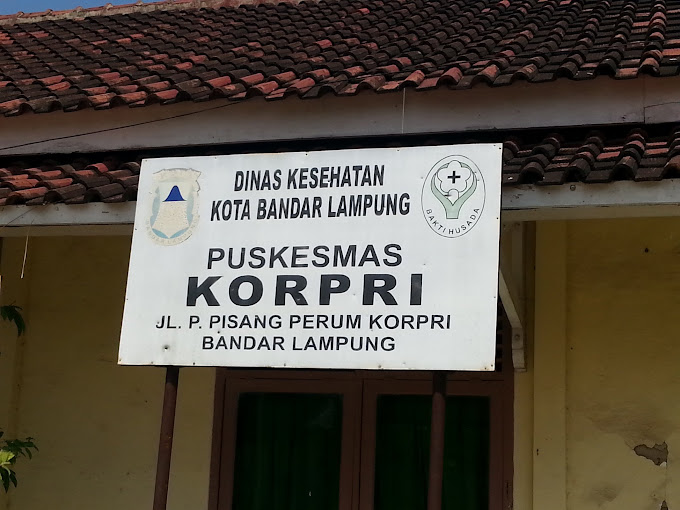 DINAS KESEHATAN
KOTA BANDAR LAMPUNG
BAKTI HUSADA
PUSKESMAS
KORPRI
JL. P. PISANG PERUM KORPRI
BANDAR LAMPUNG